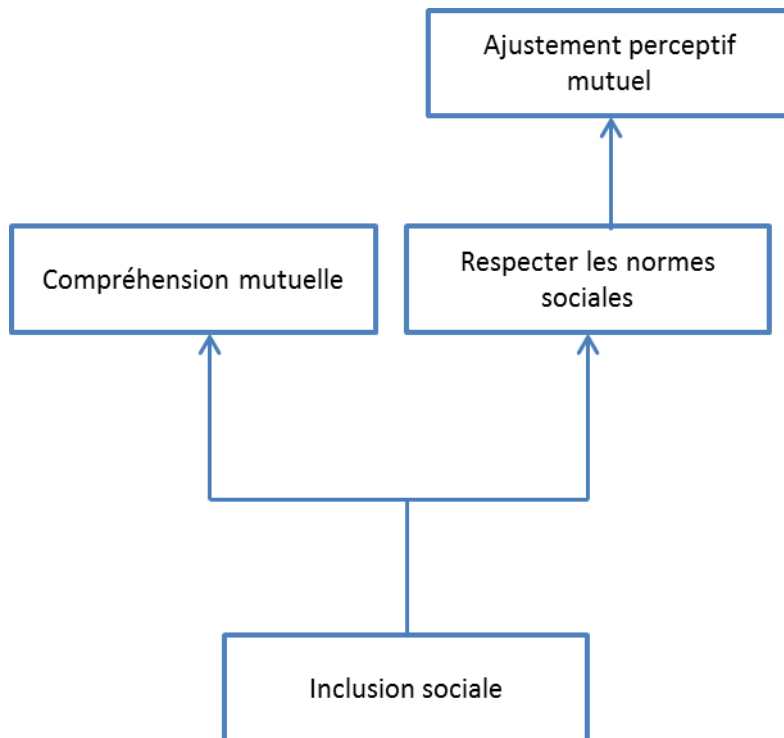 Ajustement perceptif
mutuel
Compréhension mutuelle
Respecter les normes
sociales
Inclusion sociale